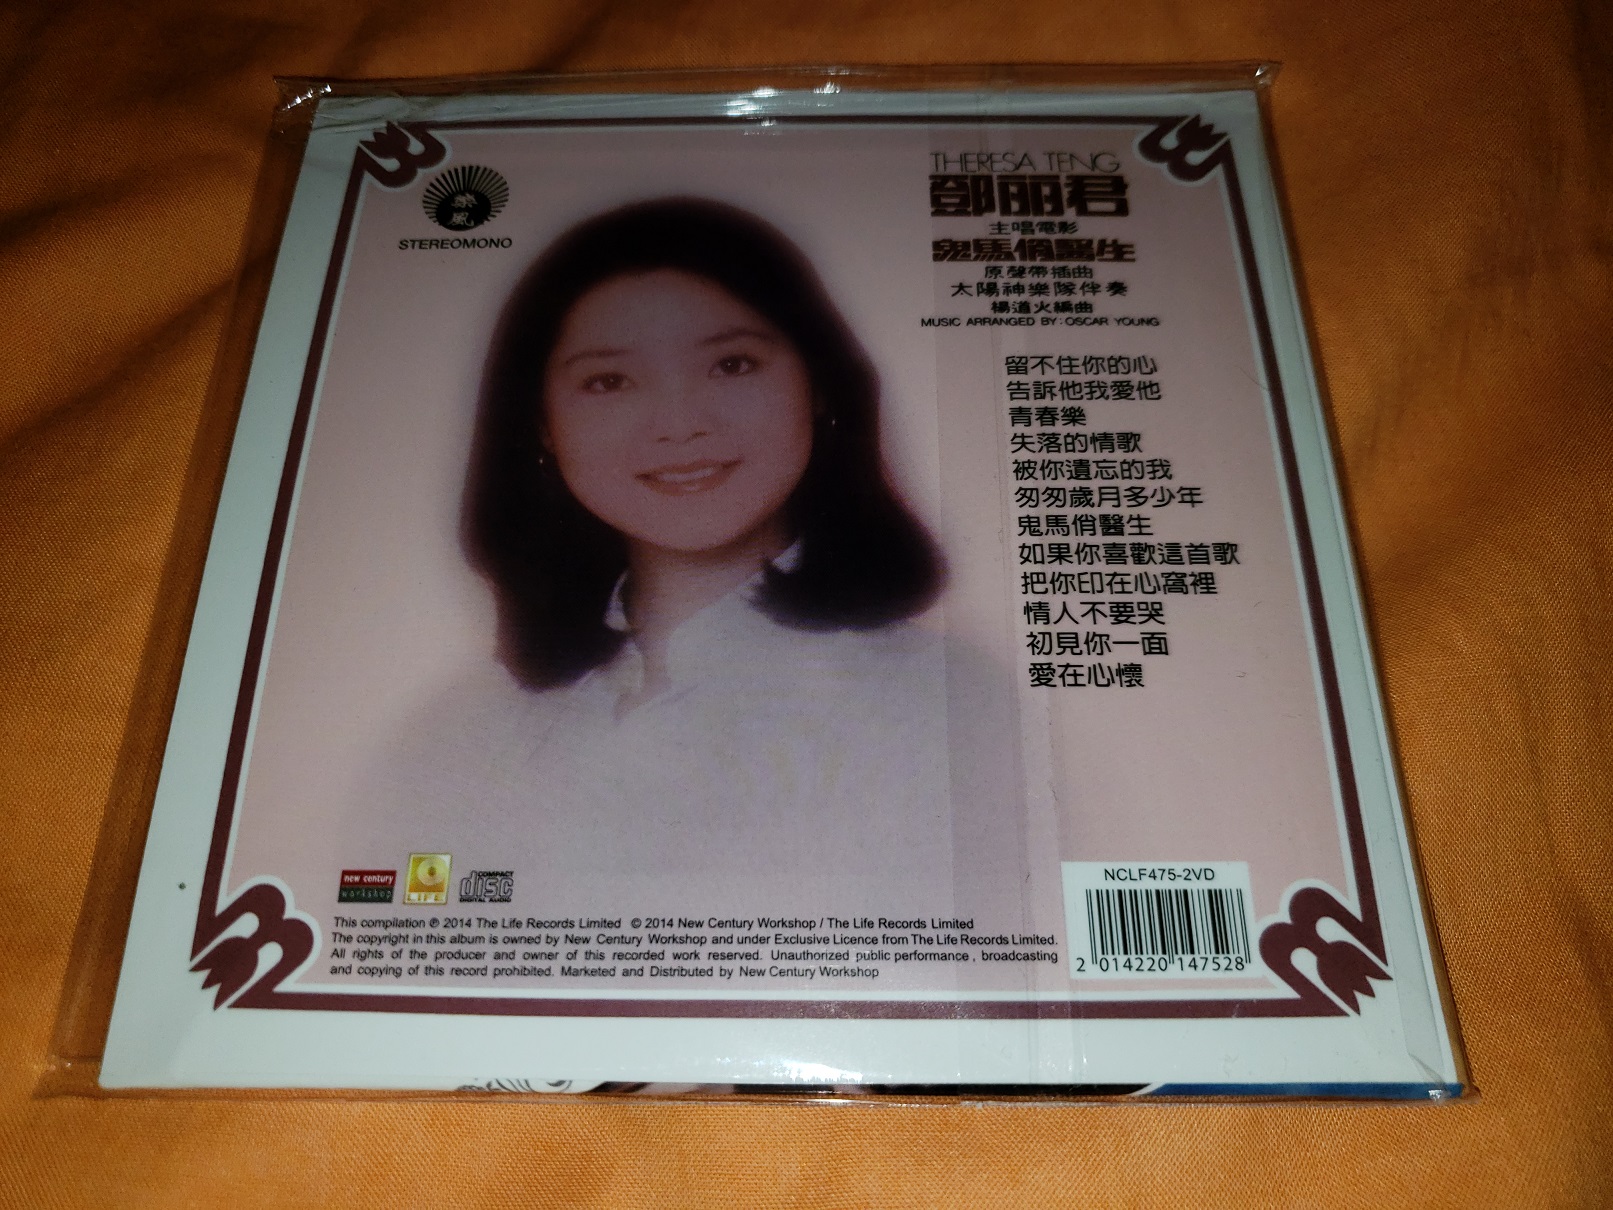 樂風
STEREOMONO
THERESA TENG
鄧丽君
主唱電影
鬼馬俏醫生
原聲帶插曲
太陽神樂隊伴奏
楊道火編曲
MUSIC ARRANGED BY: OSCAR YOUNG
留不住你的心
告訴他我愛他
青春樂
失落的情歌
被你遺忘的我
匆匆歲月多少年
鬼馬俏醫生
如果你喜歡這首歌
把你印在心窩裡
情人不要哭
初見你一面
愛在心懷
new century
workshop
LIFE
COMPACT
disc
DIGITAL AUDIO
This compilation ℗ 2014 The Life Records Limited © 2014 New Century Workshop / The Life Records Limited
The copyright in this album is owned by New Century Workshop and under Exclusive Licence from The Life Records Limited.
All rights of the producer and owner of this recorded work reserved. Unauthorized public performance, broadcasting
and copying of this record prohibited. Marketed and Distributed by New Century Workshop
NCLF475-2VD
2 014220 147528